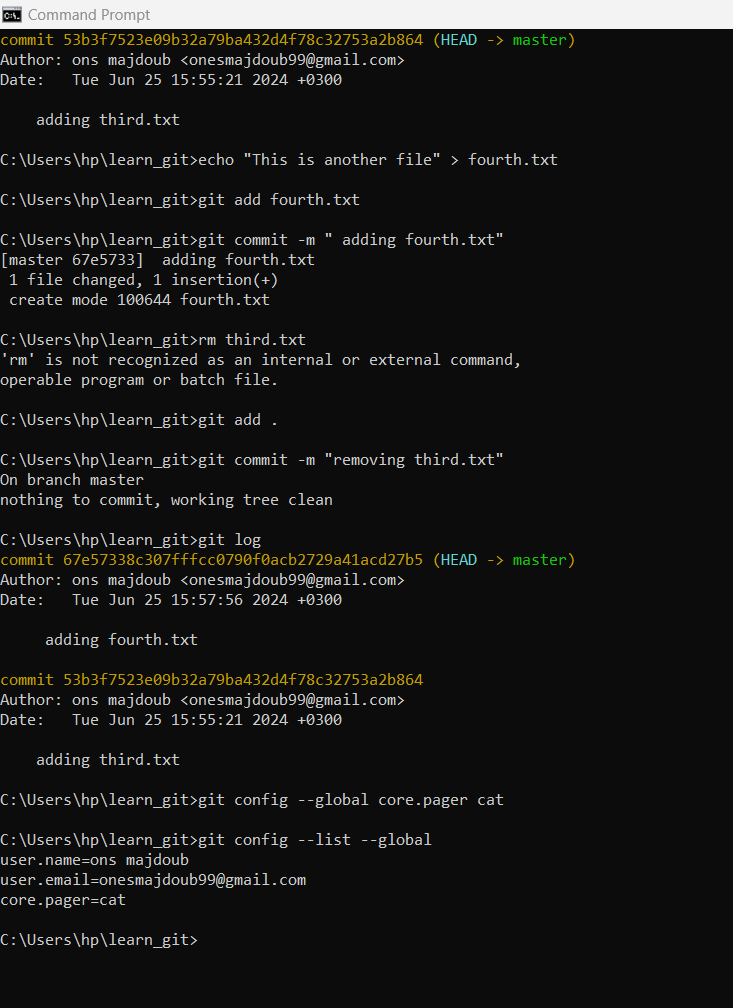 Command Prompt
commit 53b3f7523e09b32a79ba432d4f78c32753a2b864 (HEAD -> master)
Author: ons majdoub <onesmajdoub99@gmail.com>
Date:   Tue Jun 25 15:55:21 2024 +0300
    adding third.txt
C:\Users\hp\learn_git>echo "This is another file" > fourth.txt
C:\Users\hp\learn_git>git add fourth.txt
C:\Users\hp\learn_git>git commit -m " adding fourth.txt"
[master 67e5733]  adding fourth.txt
 1 file changed, 1 insertion(+)
 create mode 100644 fourth.txt
C:\Users\hp\learn_git>rm third.txt
'rm' is not recognized as an internal or external command,
operable program or batch file.
C:\Users\hp\learn_git>git add .
C:\Users\hp\learn_git>git commit -m "removing third.txt"
On branch master
nothing to commit, working tree clean
C:\Users\hp\learn_git>git log
commit 67e57338c307fffcc0790f0acb2729a41acd27b5 (HEAD -> master)
Author: ons majdoub <onesmajdoub99@gmail.com>
Date:   Tue Jun 25 15:57:56 2024 +0300
     adding fourth.txt
commit 53b3f7523e09b32a79ba432d4f78c32753a2b864
Author: ons majdoub <onesmajdoub99@gmail.com>
Date:   Tue Jun 25 15:55:21 2024 +0300
    adding third.txt
C:\Users\hp\learn_git>git config --global core.pager cat
C:\Users\hp\learn_git>git config --list --global
user.name=ons majdoub
user.email=onesmajdoub99@gmail.com
core.pager=cat
C:\Users\hp\learn_git>